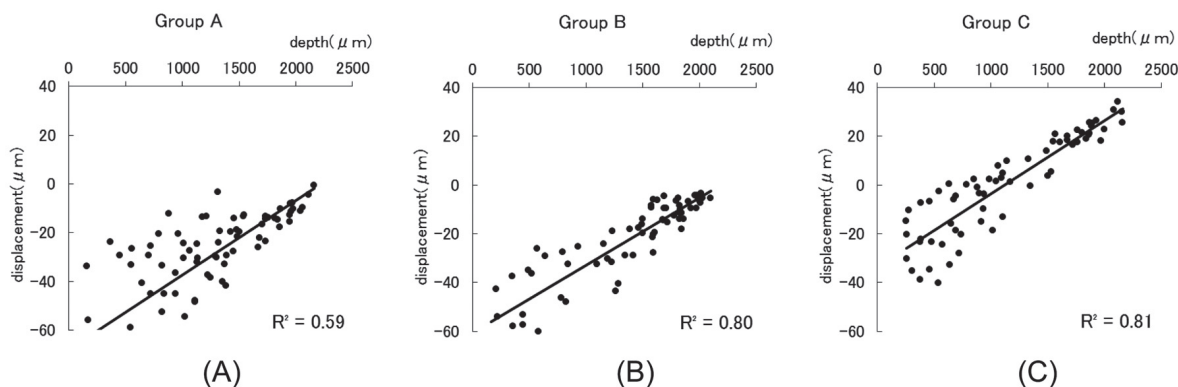 Group A
depth(μm)
0 500 1000 1500 2000 2500
40
20
0
-20
-40
-60
displacement(μm)
R² = 0.59
(A)
Group B
depth(μm)
0 500 1000 1500 2000 2500
40
20
0
-20
-40
-60
displacement(μm)
R² = 0.80
(B)
Group C
depth(μm)
0 500 1000 1500 2000 2500
40
20
0
-20
-40
-60
displacement(μm)
R² = 0.81
(C)